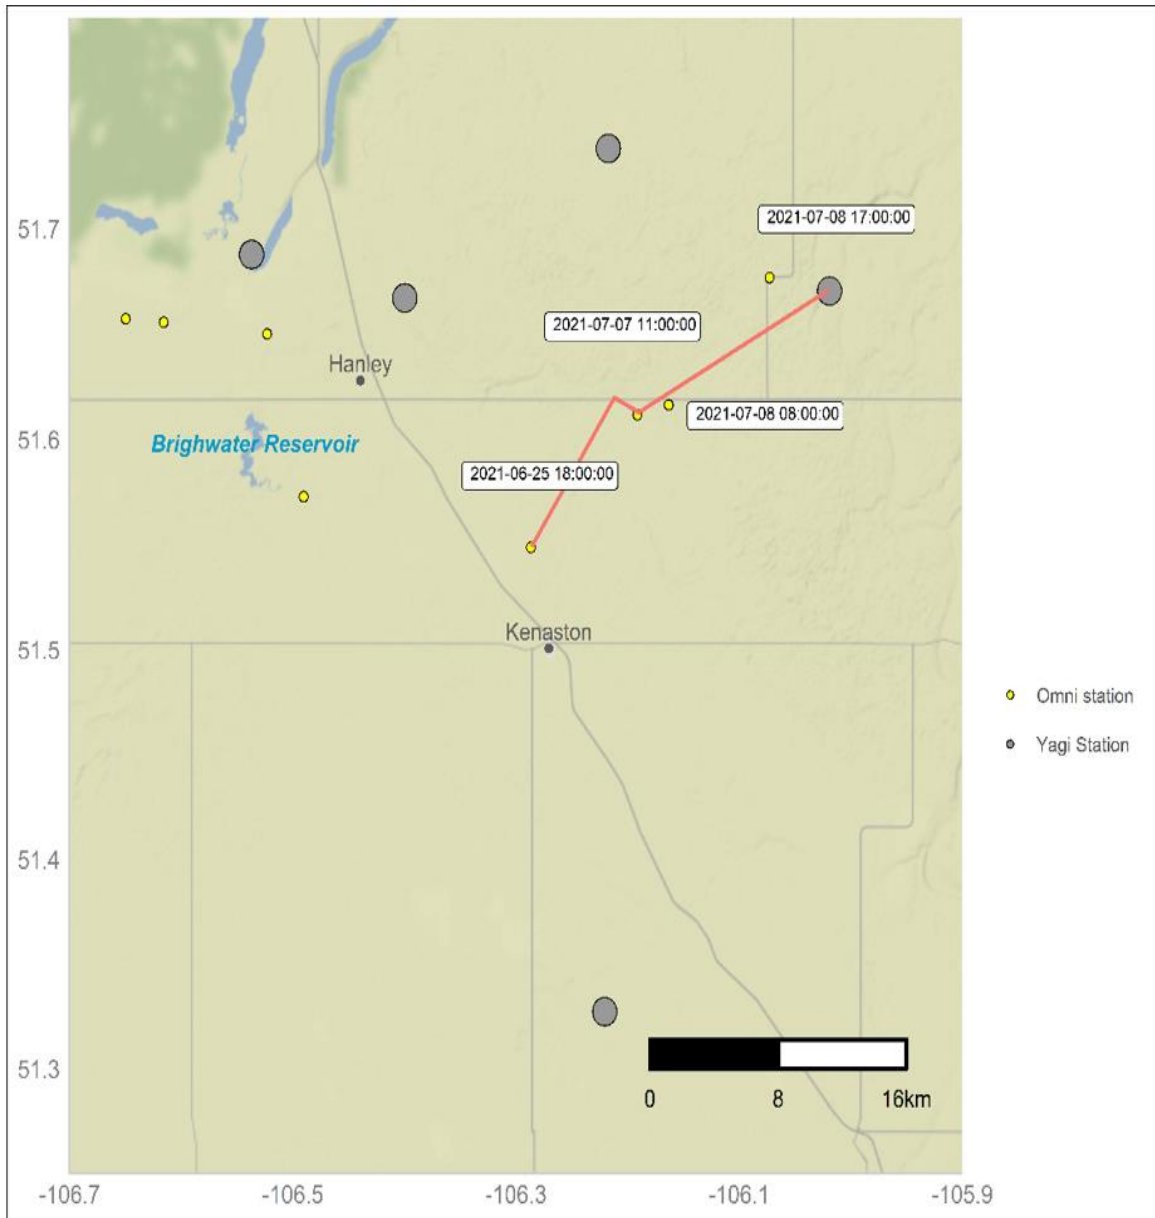 2021-07-08 17:00:00
51.7
2021-07-07 11:00:00
Hanley
2021-07-08 08:00:00
51.6
Brighwater Reservoir
2021-06-25 18:00:00
Kenaston
51.5
Omni station
Yagi Station
51.4
51.3
0 8 16km
-106.7 -106.5 -106.3 -106.1 -105.9